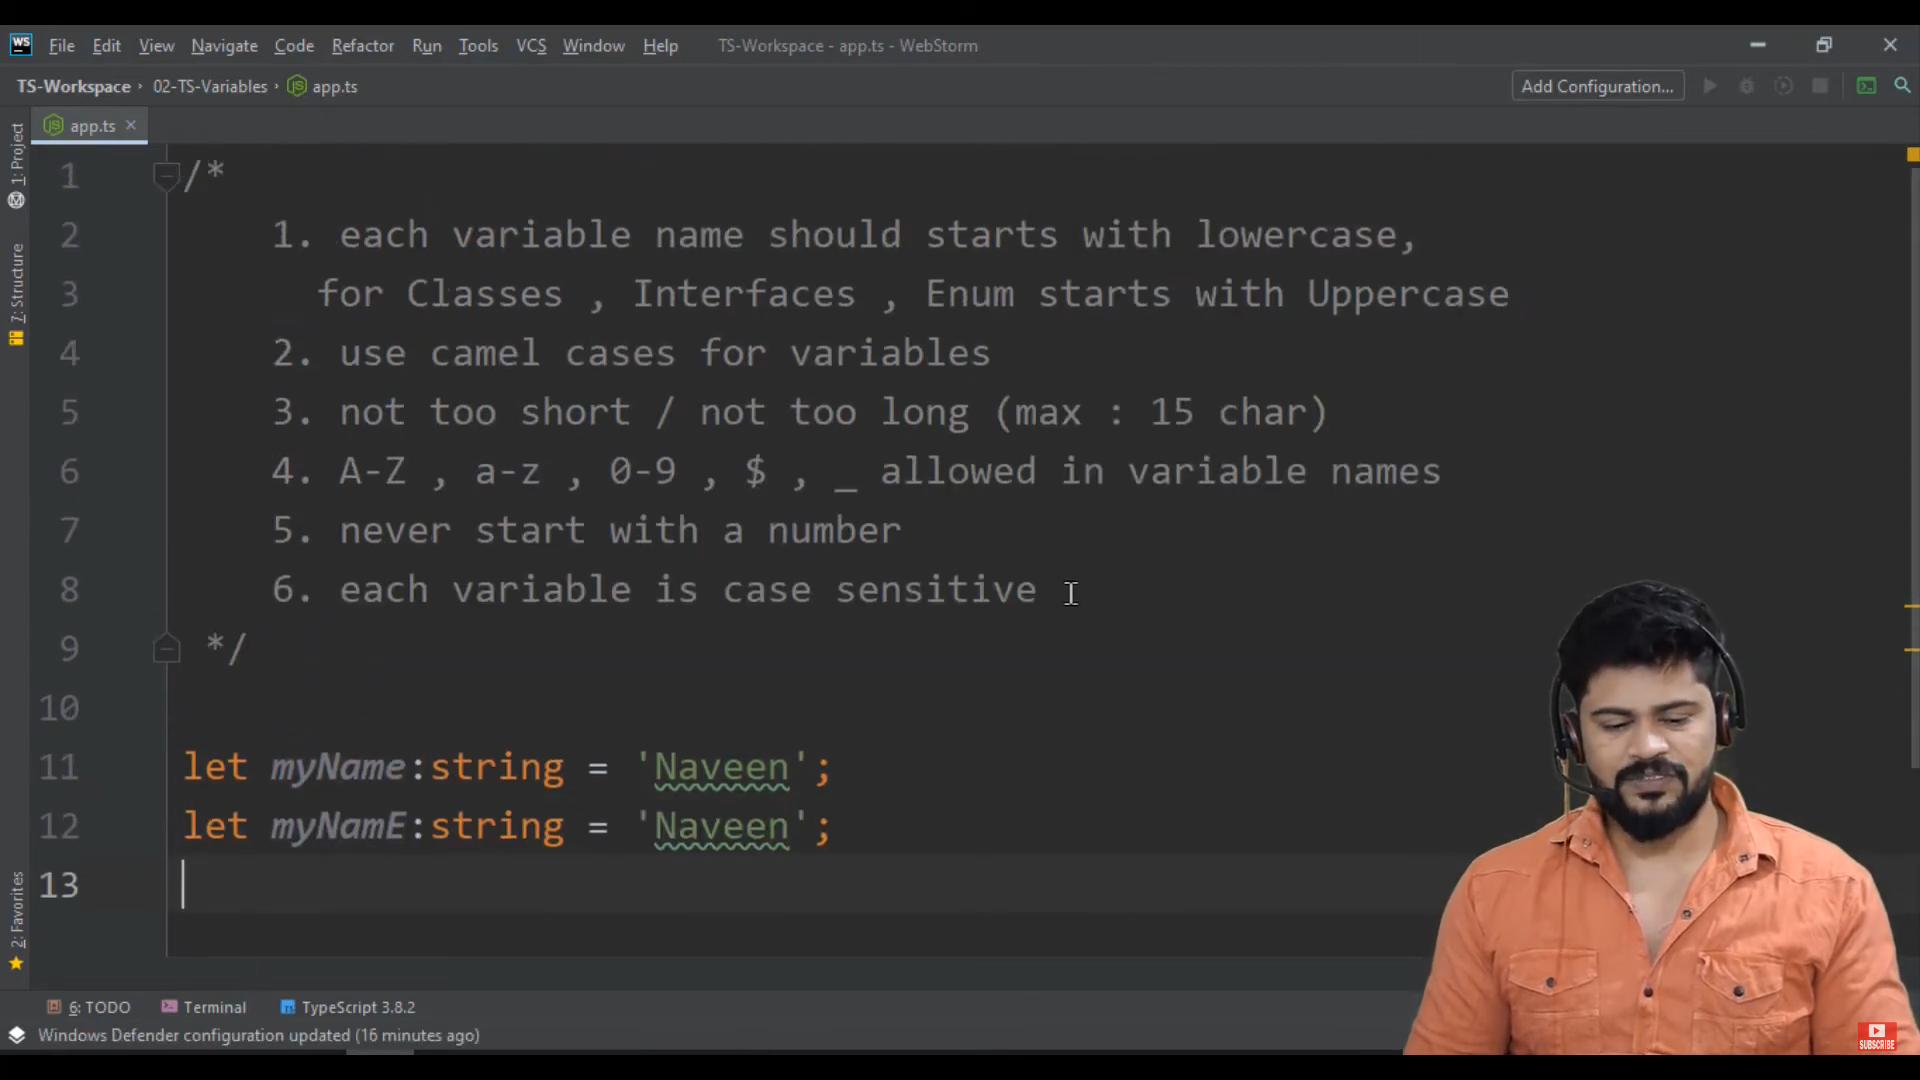 WS File Edit View Navigate Code Refactor Run Tools VCS Window Help TS-Workspace - app.ts - WebStorm
TS-Workspace › 02-TS-Variables › JS app.ts Add Configuration...
JS app.ts ×
1: Project
7: Structure
2: Favorites
1 /*
2 1. each variable name should starts with lowercase,
3 for Classes , Interfaces , Enum starts with Uppercase
4 2. use camel cases for variables
5 3. not too short / not too long (max : 15 char)
6 4. A-Z , a-z , 0-9 , $ , _ allowed in variable names
7 5. never start with a number
8 6. each variable is case sensitive
9 */
10
11 let myName:string = 'Naveen';
12 let myNamE:string = 'Naveen';
13
6: TODO Terminal TypeScript 3.8.2
Windows Defender configuration updated (16 minutes ago)
SUBSCRIBE